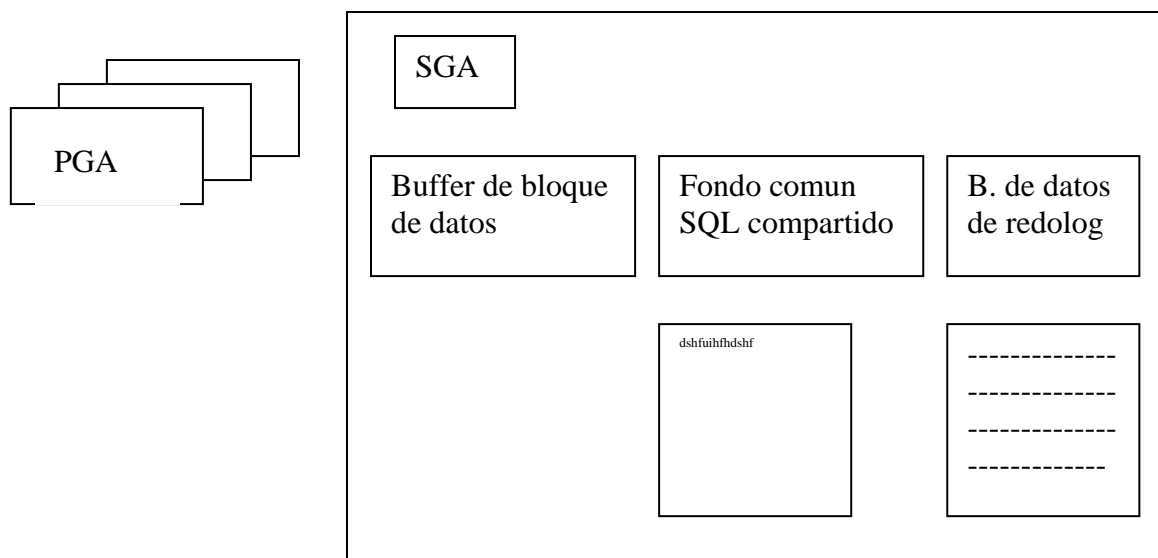 SGA
PGA
Buffer de bloque
de datos
Fondo comun
SQL compartido
B. de datos
de redolog
dshfuihfhdshf
--------------
--------------
--------------
-------------